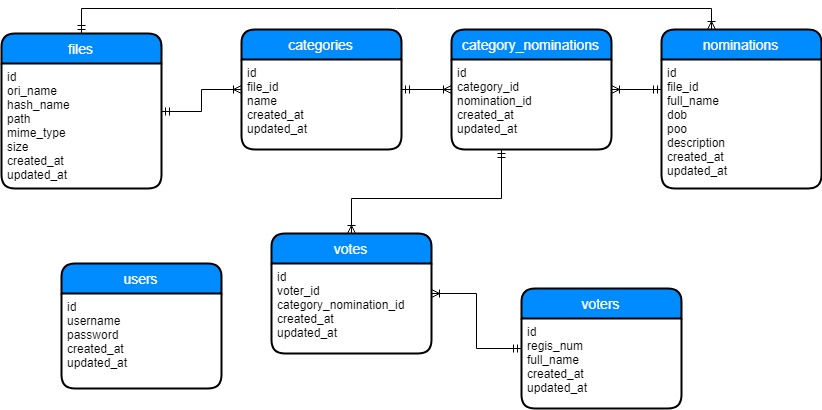 files
id
ori_name
hash_name
path
mime_type
size
created_at
updated_at
categories
id
file_id
name
created_at
updated_at
category_nominations
id
category_id
nomination_id
created_at
updated_at
nominations
id
file_id
full_name
dob
poo
description
created_at
updated_at
users
id
username
password
created_at
updated_at
votes
id
voter_id
category_nomination_id
created_at
updated_at
voters
id
regis_num
full_name
created_at
updated_at